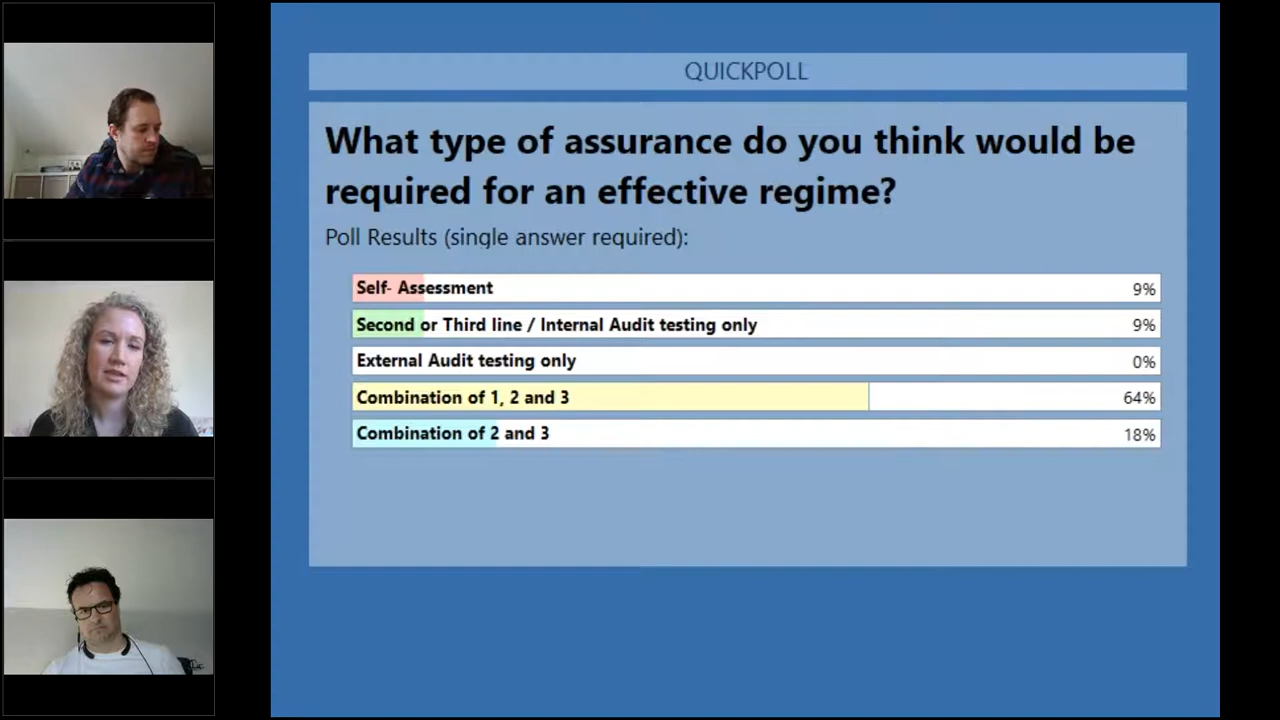 QUICKPOLL
What type of assurance do you think would be
required for an effective regime?
Poll Results (single answer required):
Self- Assessment 9%
Second or Third line / Internal Audit testing only 9%
External Audit testing only 0%
Combination of 1, 2 and 3 64%
Combination of 2 and 3 18%